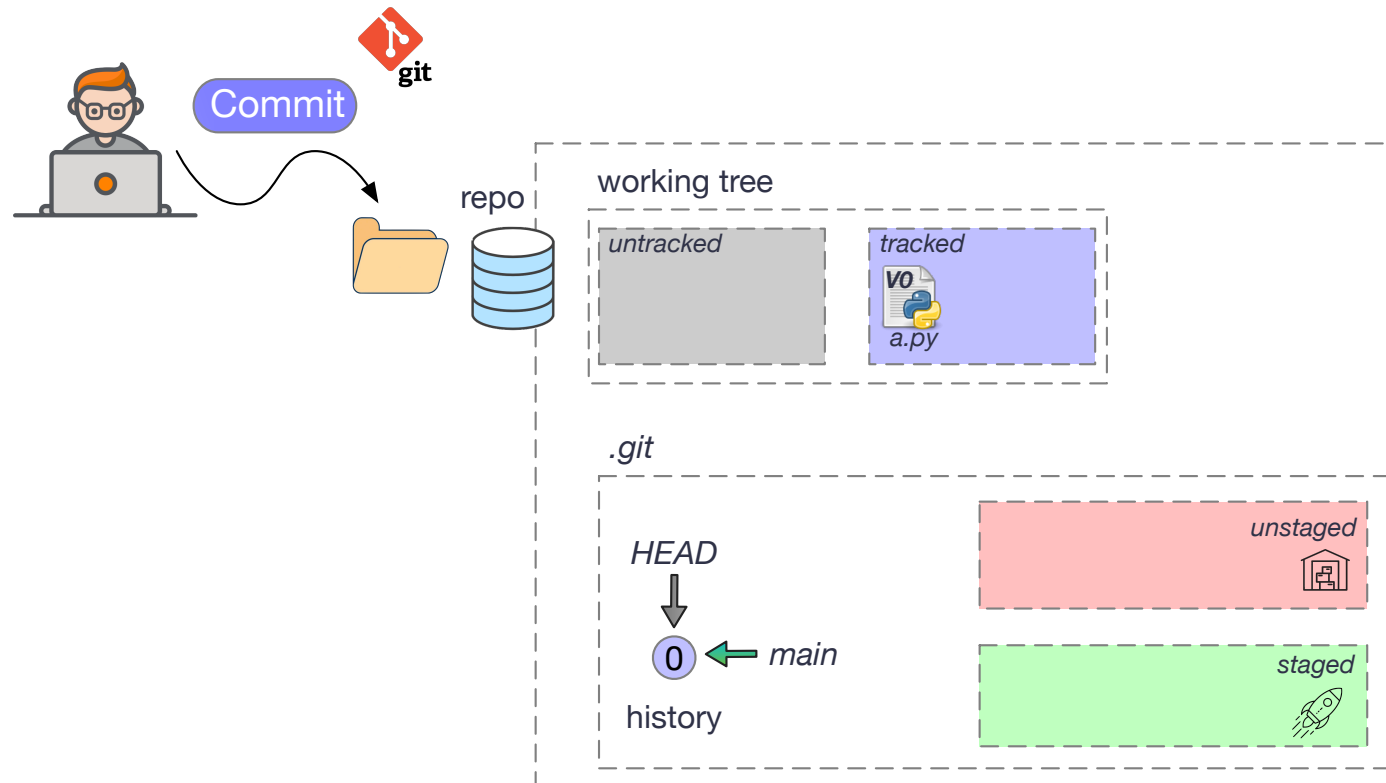 git
Commit
repo
working tree
untracked
tracked
V0
a.py
.git
unstaged
HEAD
0
main
staged
history